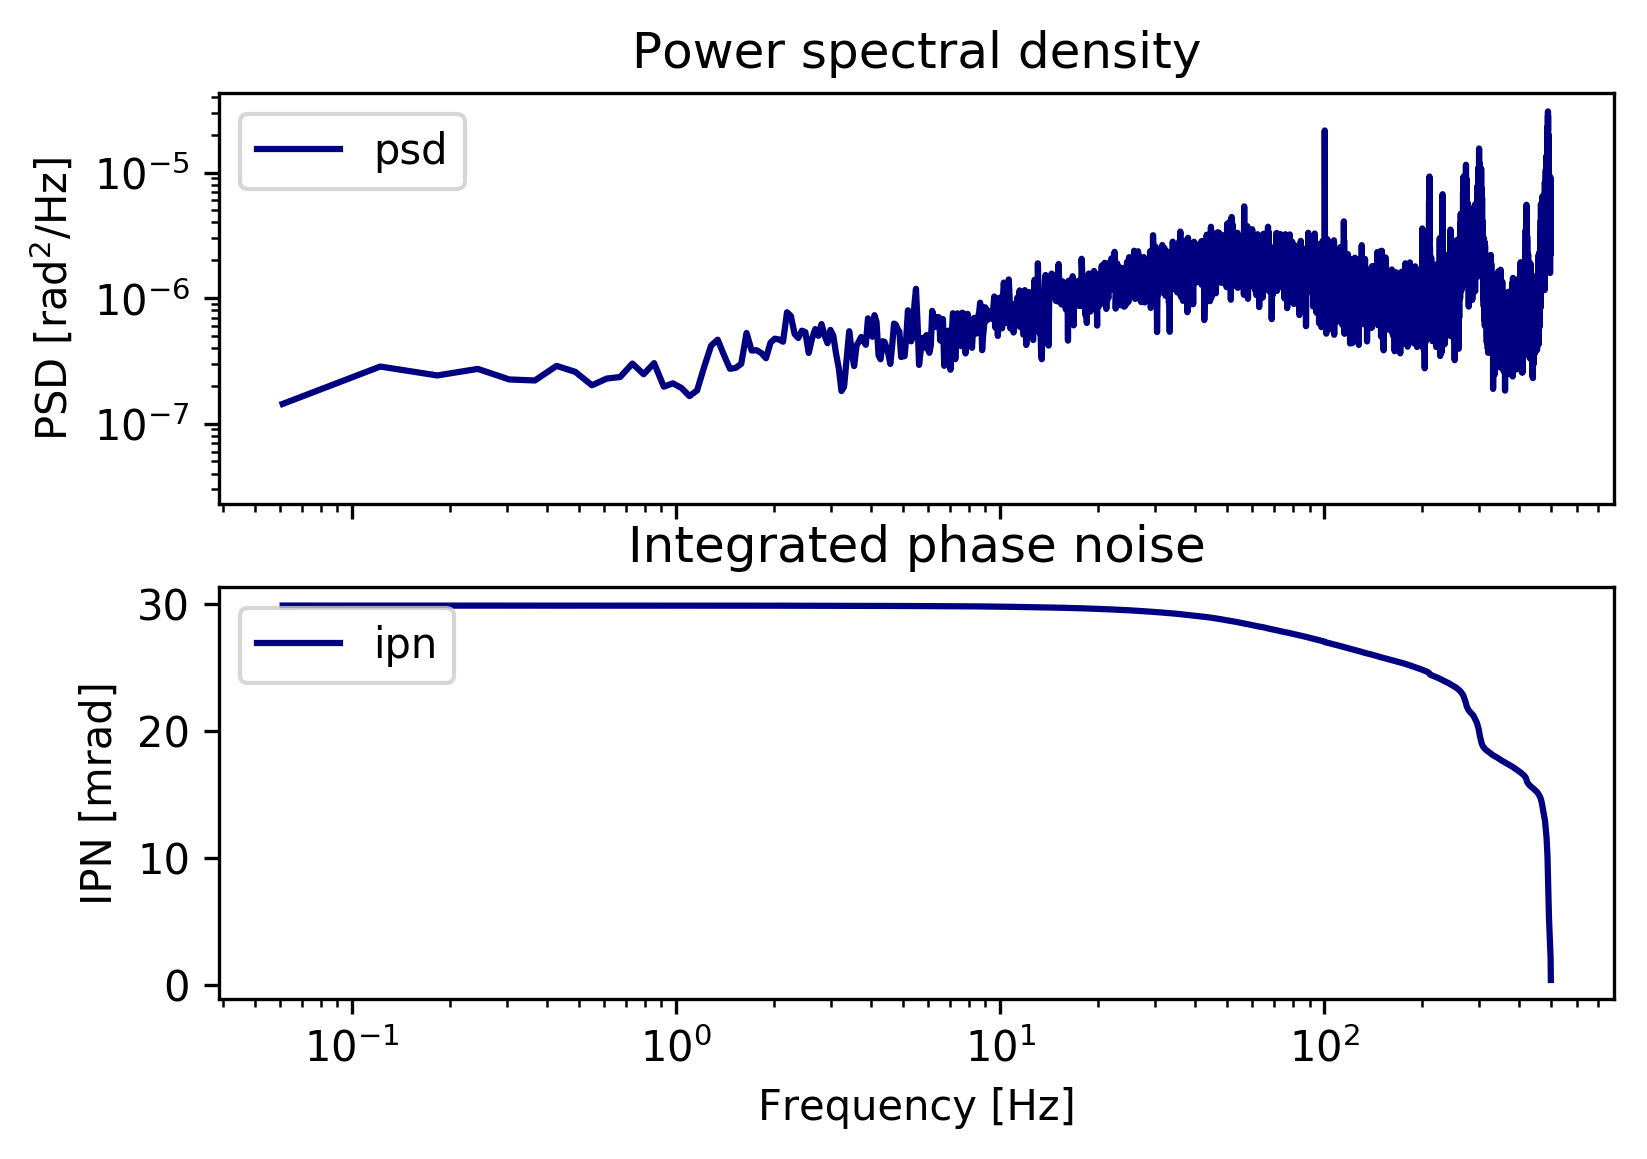 Power spectral density
psd
PSD [rad²/Hz]
10⁻⁵
10⁻⁶
10⁻⁷
Integrated phase noise
ipn
IPN [mrad]
30
20
10
0
10⁻¹ 10⁰ 10¹ 10²
Frequency [Hz]